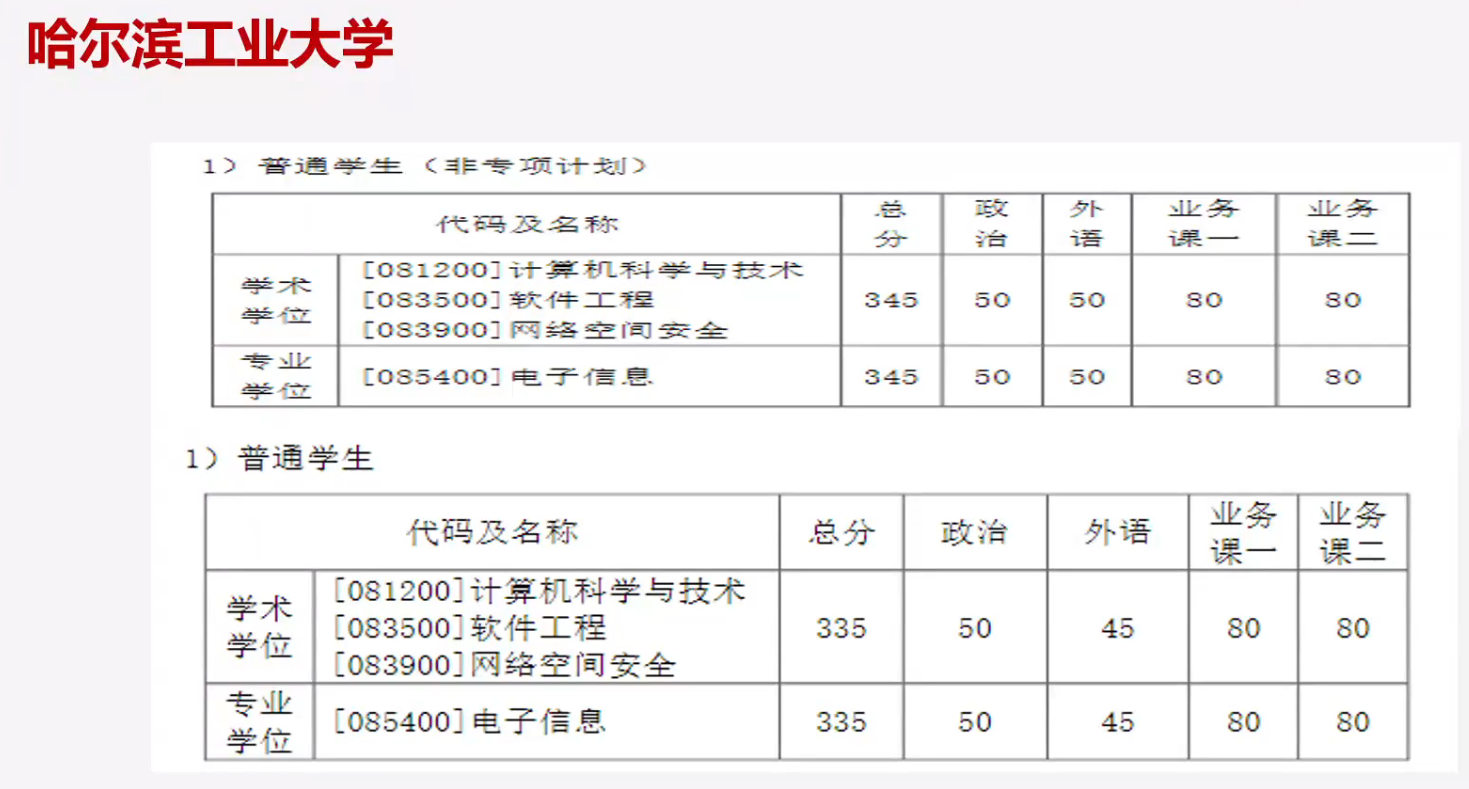 哈尔滨工业大学
1） 普通学生（非专项计划）
代码及名称 总分 政治 外语 业务课一 业务课二
学术学位 [081200]计算机科学与技术 345 50 50 80 80
[083500]软件工程
[083900]网络空间安全
专业学位 [085400]电子信息 345 50 50 80 80
1）普通学生
代码及名称 总分 政治 外语 业务课一 业务课二
学术学位 [081200]计算机科学与技术 335 50 45 80 80
[083500]软件工程
[083900]网络空间安全
专业学位 [085400]电子信息 335 50 45 80 80